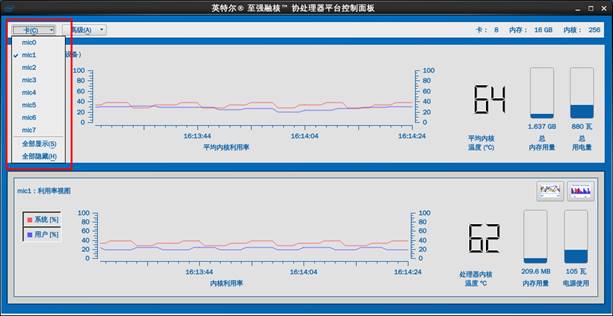 英特尔® 至强融核™ 协处理器平台控制面板
卡(C) 高级(A) 卡： 8 内存： 16 GB 内核： 256
mic0
mic1
mic2
mic3
mic4
mic5
mic6
mic7
全部显示(S)
全部隐藏(H)
设备）
100
80
60
40
20
0
100
80
60
40
20
0
16:13:44 16:14:04 16:14:24
平均内核利用率
64
平均内核
温度 (°C)
1.637 GB
总
内存用量
880 瓦
总
用电量
mic1：利用率视图
系统 [%]
用户 [%]
100
80
60
40
20
0
100
80
60
40
20
0
16:13:44 16:14:04 16:14:24
内核利用率
62
处理器内核
温度 °C
209.6 MB
内存用量
105 瓦
电源使用